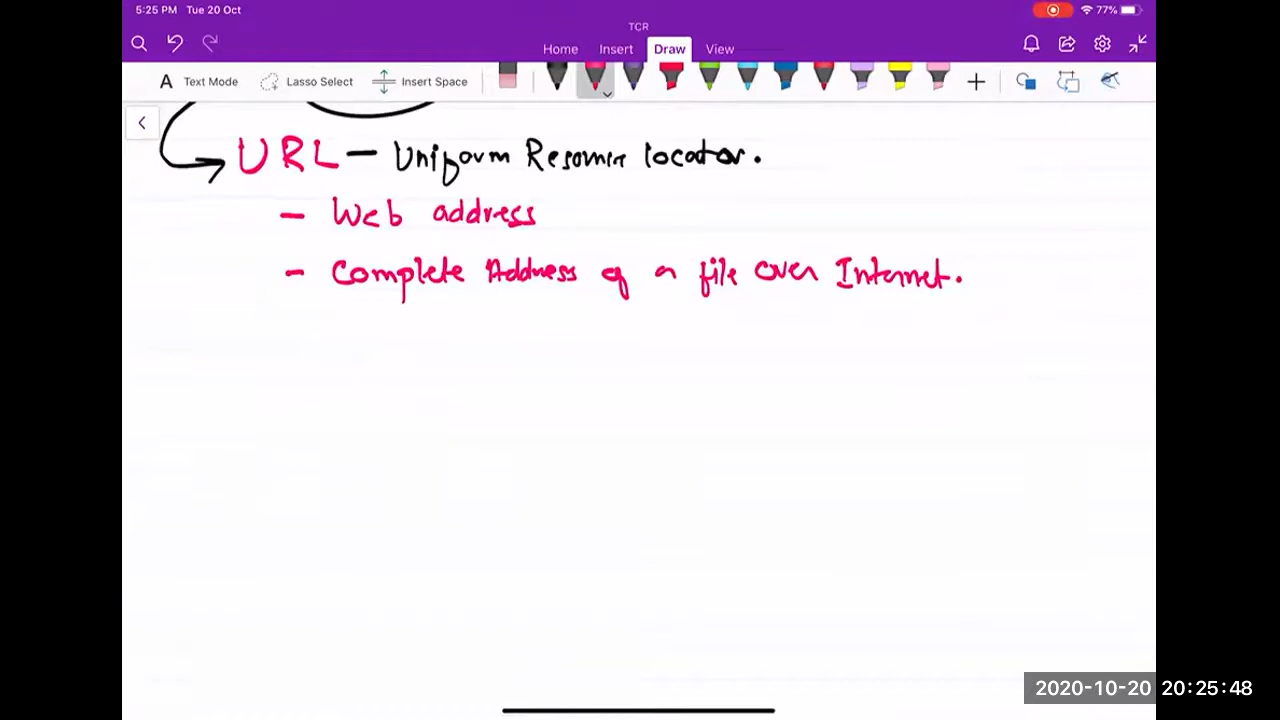 5:25 PM Tue 20 Oct
77%
TCR
Home Insert Draw View
A Text Mode Lasso Select Insert Space
URL - Uniform Resource locator.
- Web address
- Complete Address of a file over Internet.
2020-10-20 20:25:48